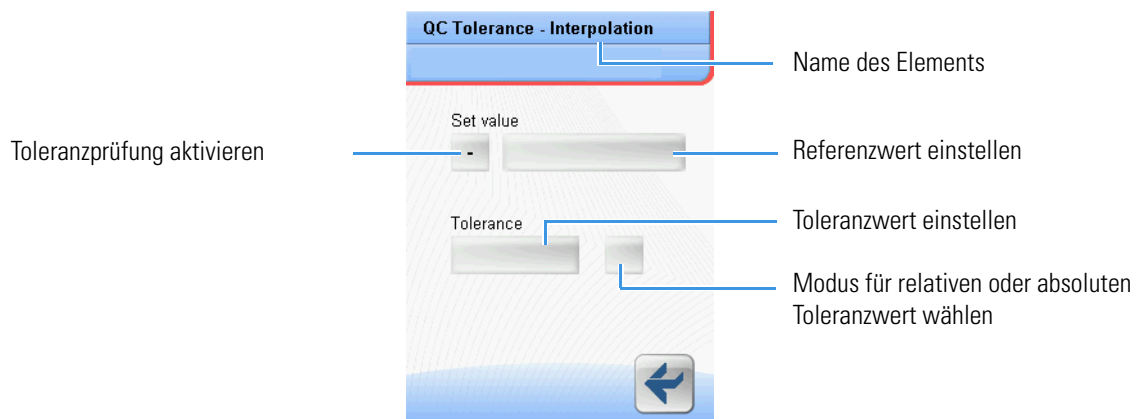 QC Tolerance - Interpolation
Name des Elements
Set value
Toleranzprüfung aktivieren
-
Referenzwert einstellen
Tolerance
Toleranzwert einstellen
Modus für relativen oder absoluten
Toleranzwert wählen